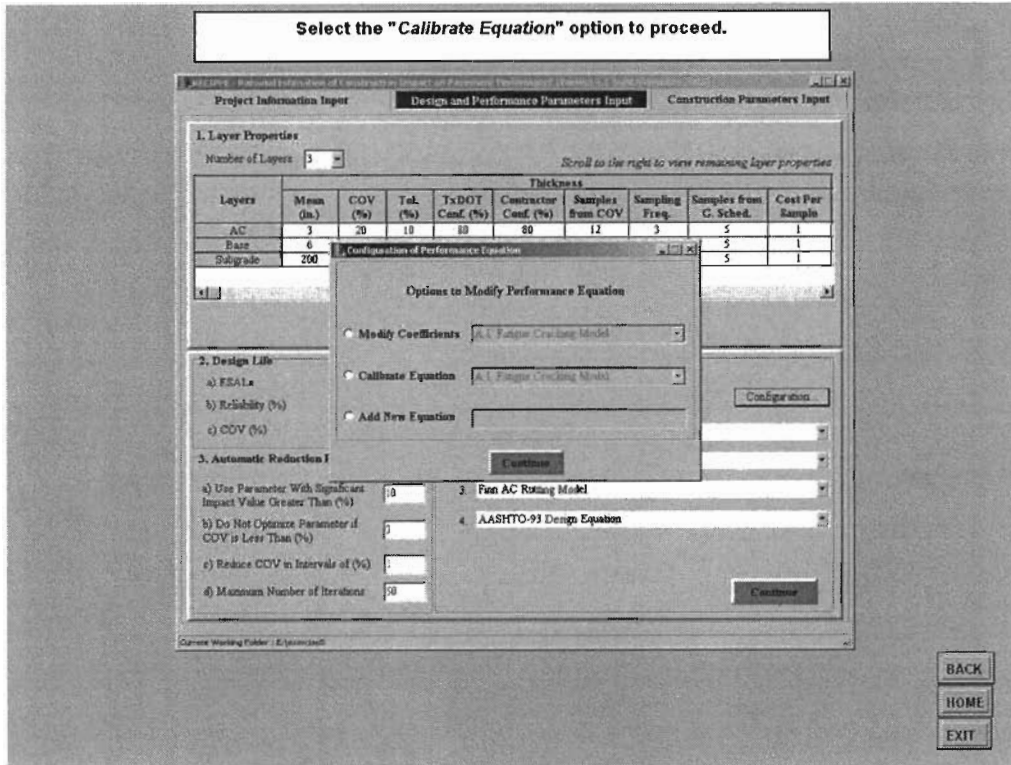 Select the "Calibrate Equation" option to proceed.
Project Information Input Design and Performance Parameters Input Construction Parameters Input
1. Layer Properties
Number of Layers 3
Scroll to the right to view remaining layer properties
Thickness
Layers Mean (in.) COV (%) Tol. (%) TxDOT Conf. (%) Contractor Conf. (%) Samples from COV Sampling Freq. Samples from G. Sched. Cost Per Sample
AC 3 20 10 80 80 12 3 5 1
Base 6 5 1
Subgrade 200 5 1
Configuration of Performance Equation
Options to Modify Performance Equation
Modify Coefficients A.I. Fatigue Cracking Model
Calibrate Equation A.I. Fatigue Cracking Model
Add New Equation
Continue
2. Design Life
a) ESALs
b) Reliability (%)
c) COV (%)
Configuration...
3. Automatic Reduction
a) Use Parameter With Significant
Impact Value Greater Than (%) 10
b) Do Not Optimize Parameter if
COV is Less Than (%)
c) Reduce COV in Intervals of (%)
d) Maximum Number of Iterations 50
3. Finn AC Rutting Model
4. AASHTO-93 Design Equation
Continue
Current Working Folder :
BACK
HOME
EXIT